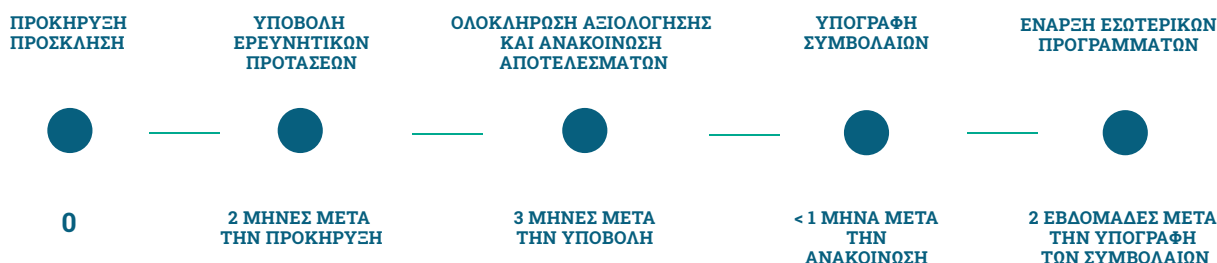 ΠΡΟΚΗΡΥΞΗ
ΠΡΟΣΚΛΗΣΗ
ΥΠΟΒΟΛΗ
ΕΡΕΥΝΗΤΙΚΩΝ
ΠΡΟΤΑΣΕΩΝ
ΟΛΟΚΛΗΡΩΣΗ ΑΞΙΟΛΟΓΗΣΗΣ
ΚΑΙ ΑΝΑΚΟΙΝΩΣΗ
ΑΠΟΤΕΛΕΣΜΑΤΩΝ
ΥΠΟΓΡΑΦΗ
ΣΥΜΒΟΛΑΙΩΝ
ΕΝΑΡΞΗ ΕΣΩΤΕΡΙΚΩΝ
ΠΡΟΓΡΑΜΜΑΤΩΝ
0
2 ΜΗΝΕΣ ΜΕΤΑ
ΤΗΝ ΠΡΟΚΗΡΥΞΗ
3 ΜΗΝΕΣ ΜΕΤΑ
ΤΗΝ ΥΠΟΒΟΛΗ
< 1 ΜΗΝΑ ΜΕΤΑ
ΤΗΝ
ΑΝΑΚΟΙΝΩΣΗ
2 ΕΒΔΟΜΑΔΕΣ ΜΕΤΑ
ΤΗΝ ΥΠΟΓΡΑΦΗ
ΤΩΝ ΣΥΜΒΟΛΑΙΩΝ